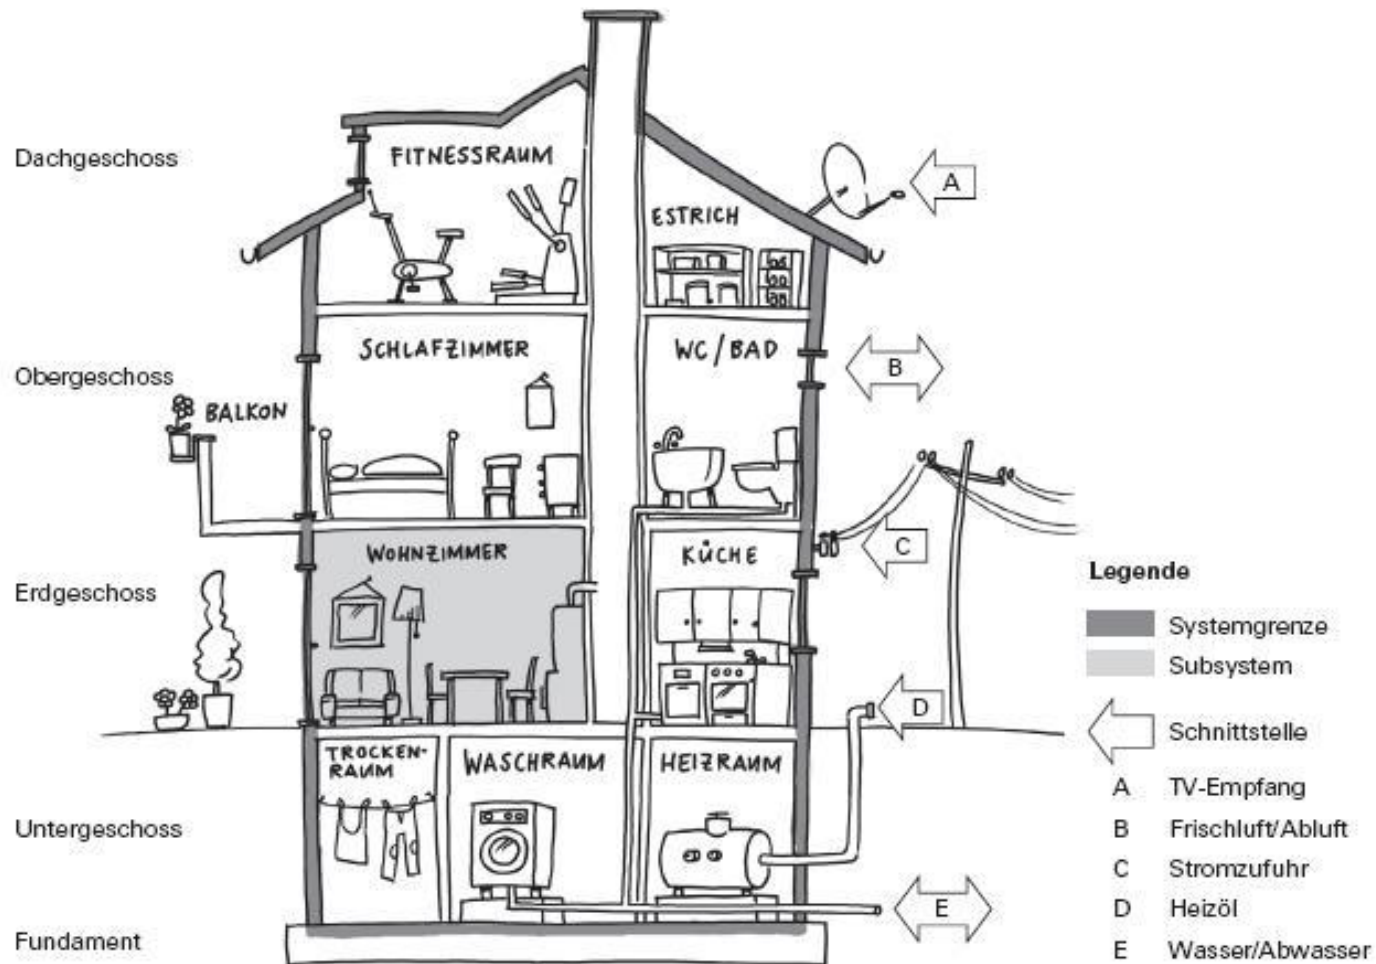 Dachgeschoss
FITNESSRAUM
ESTRICH
A
Obergeschoss
SCHLAFZIMMER
WC/BAD
B
BALKON
Erdgeschoss
WOHNZIMMER
KÜCHE
C
D
Untergeschoss
TROCKEN-
RAUM
WASCHRAUM
HEIZRAUM
E
Fundament
Legende
Systemgrenze
Subsystem
Schnittstelle
A TV-Empfang
B Frischluft/Abluft
C Stromzufuhr
D Heizöl
E Wasser/Abwasser